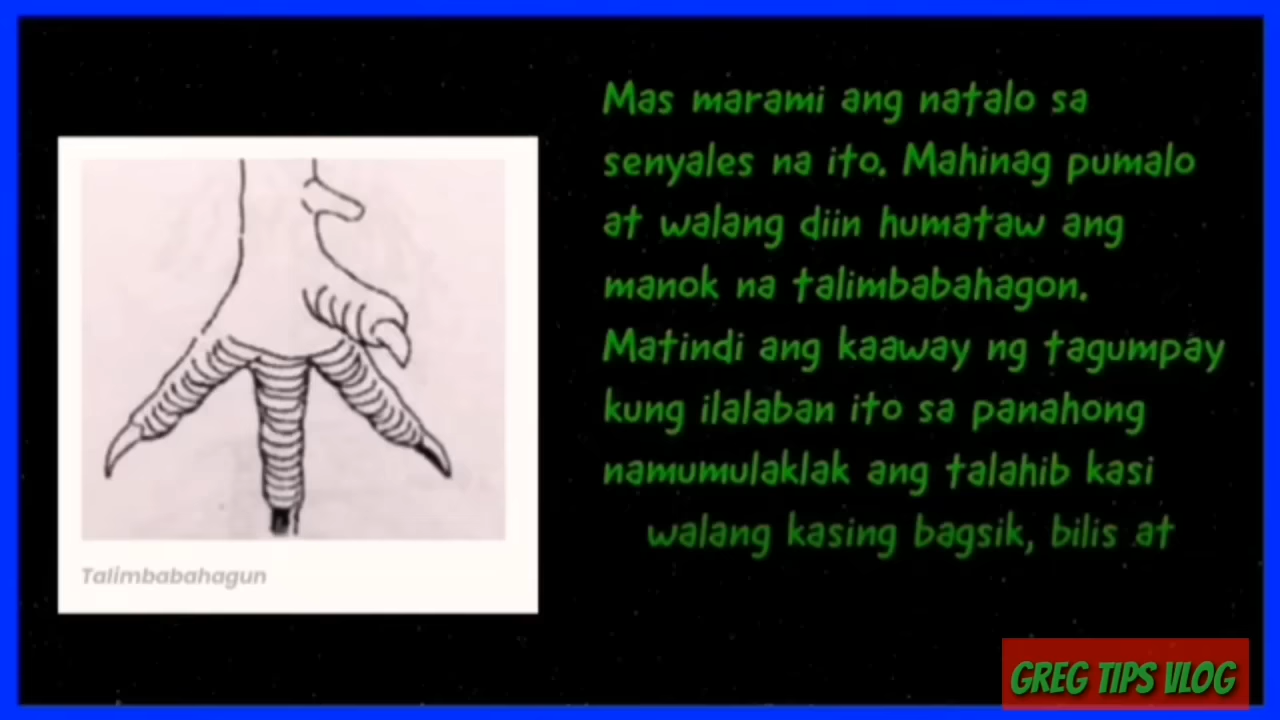 Mas marami ang natalo sa
senyales na ito. Mahinag pumalo
at walang diin humataw ang
manok na talimbabahagon.
Matindi ang kaaway ng tagumpay
kung ilalaban ito sa panahong
namumulaklak ang talahib kasi
walang kasing bagsik, bilis at
Talimbabahagun
GREG TIPS VLOG